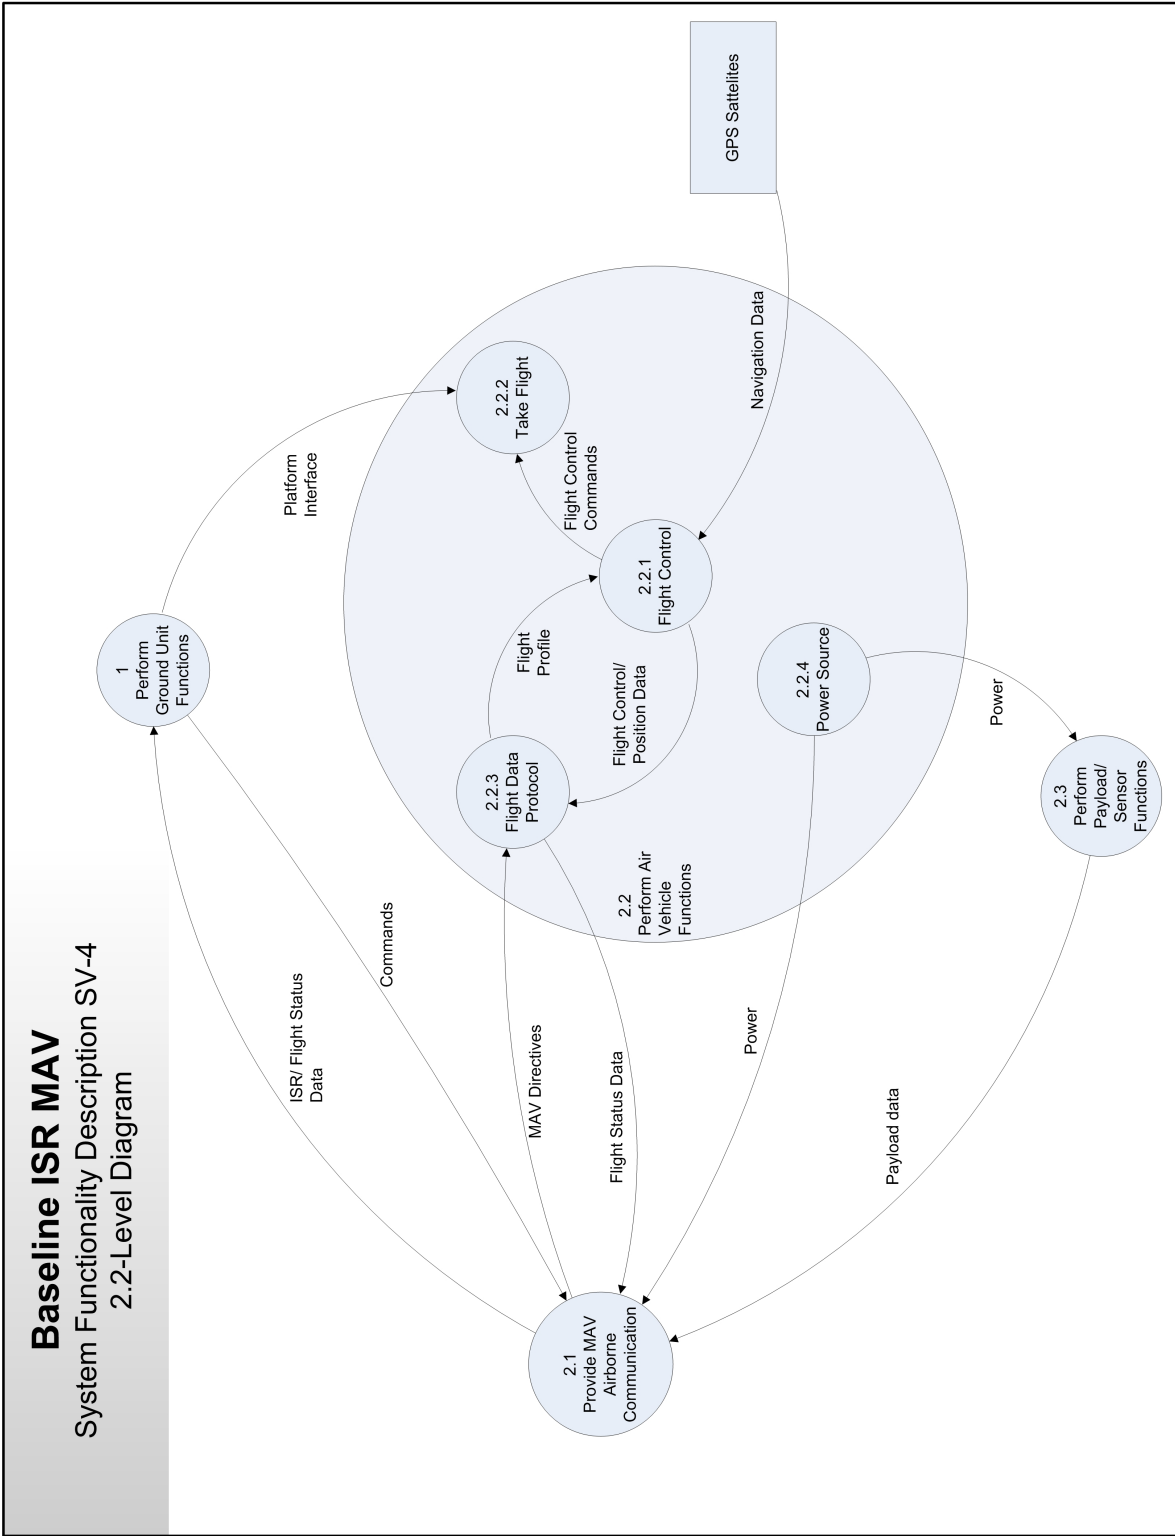 Baseline ISR MAV
System Functionality Description SV-4
2.2-Level Diagram
1
Perform
Ground Unit
Functions
Platform
Interface
ISR/ Flight Status
Data
Commands
2.2.2
Take Flight
Flight Control
Commands
GPS Sattelites
Navigation Data
2.2.1
Flight Control
Flight
Profile
Flight Control/
Position Data
2.2.3
Flight Data
Protocol
2.2
Perform Air
Vehicle
Functions
2.2.4
Power Source
MAV Directives
Flight Status Data
Power
Power
2.1
Provide MAV
Airborne
Communication
Payload data
2.3
Perform
Payload/
Sensor
Functions